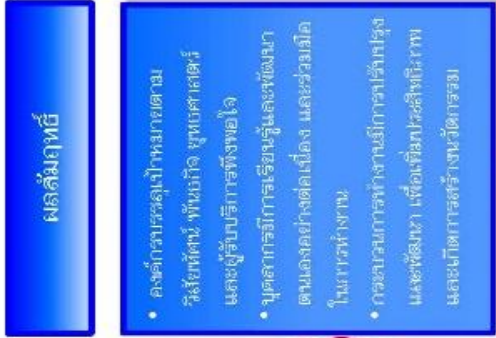 ผลสัมฤทธิ์
• องค์กรบรรลุเป้าหมายตาม
วิสัยทัศน์ พันธกิจ ยุทธศาสตร์
และผู้รับบริการพึงพอใจ
• บุคลากรมีการเรียนรู้และพัฒนา
ตนเองอย่างต่อเนื่อง และร่วมมือ
ในการทำงาน
• กระบวนการทำงานมีการปรับปรุง
และพัฒนา เพื่อเพิ่มประสิทธิภาพ
และเกิดการสร้างนวัตกรรม